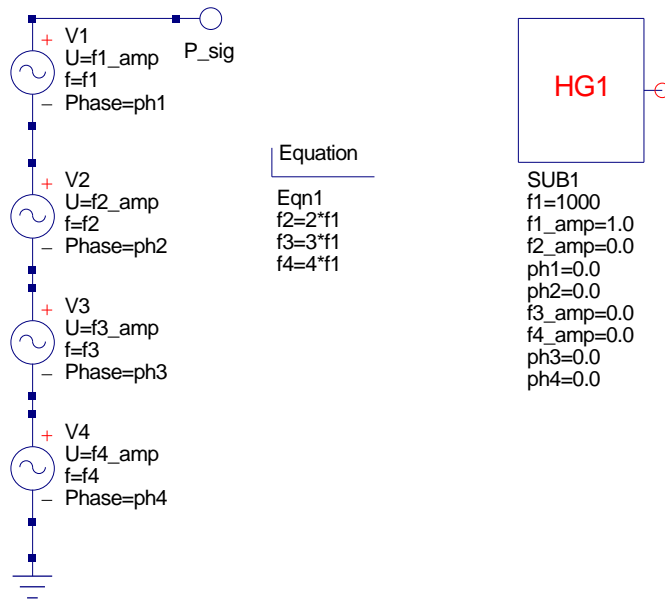 V1
U=f1_amp
f=f1
Phase=ph1
P_sig
V2
U=f2_amp
f=f2
Phase=ph2
V3
U=f3_amp
f=f3
Phase=ph3
V4
U=f4_amp
f=f4
Phase=ph4
Equation
Eqn1
f2=2*f1
f3=3*f1
f4=4*f1
HG1
SUB1
f1=1000
f1_amp=1.0
f2_amp=0.0
ph1=0.0
ph2=0.0
f3_amp=0.0
f4_amp=0.0
ph3=0.0
ph4=0.0